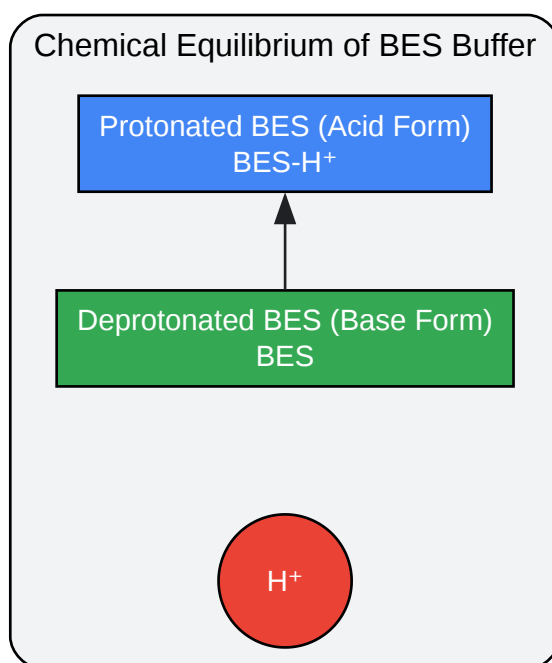 Chemical Equilibrium of BES Buffer
Protonated BES (Acid Form)
BES-H⁺
Deprotonated BES (Base Form)
BES
H⁺